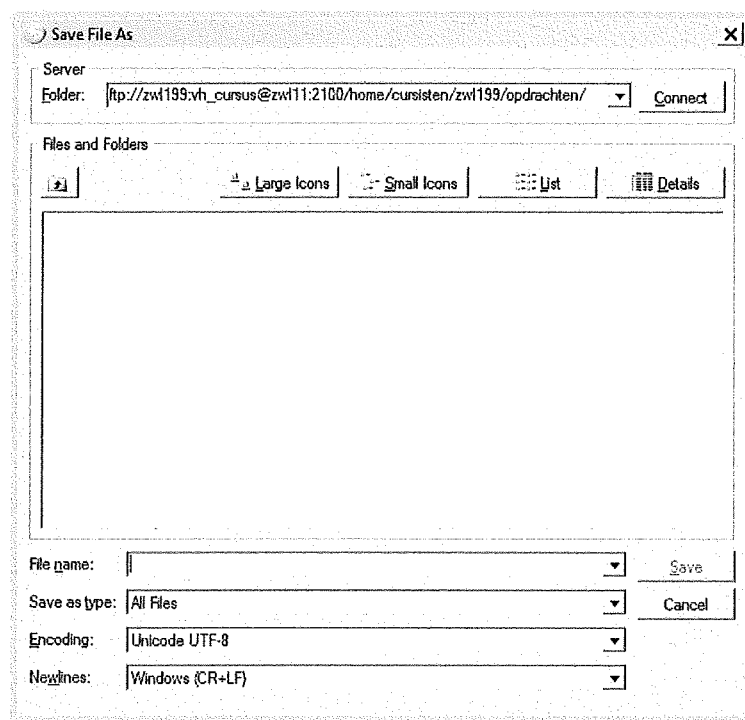 Save File As
Server
Folder: ftp://zwl199:vh_cursus@zwl11:2100/home/cursisten/zwl199/opdrachten/ Connect
Files and Folders
Large Icons Small Icons List Details
File name: Save
Save as type: All Files Cancel
Encoding: Unicode UTF-8
Newlines: Windows (CR+LF)